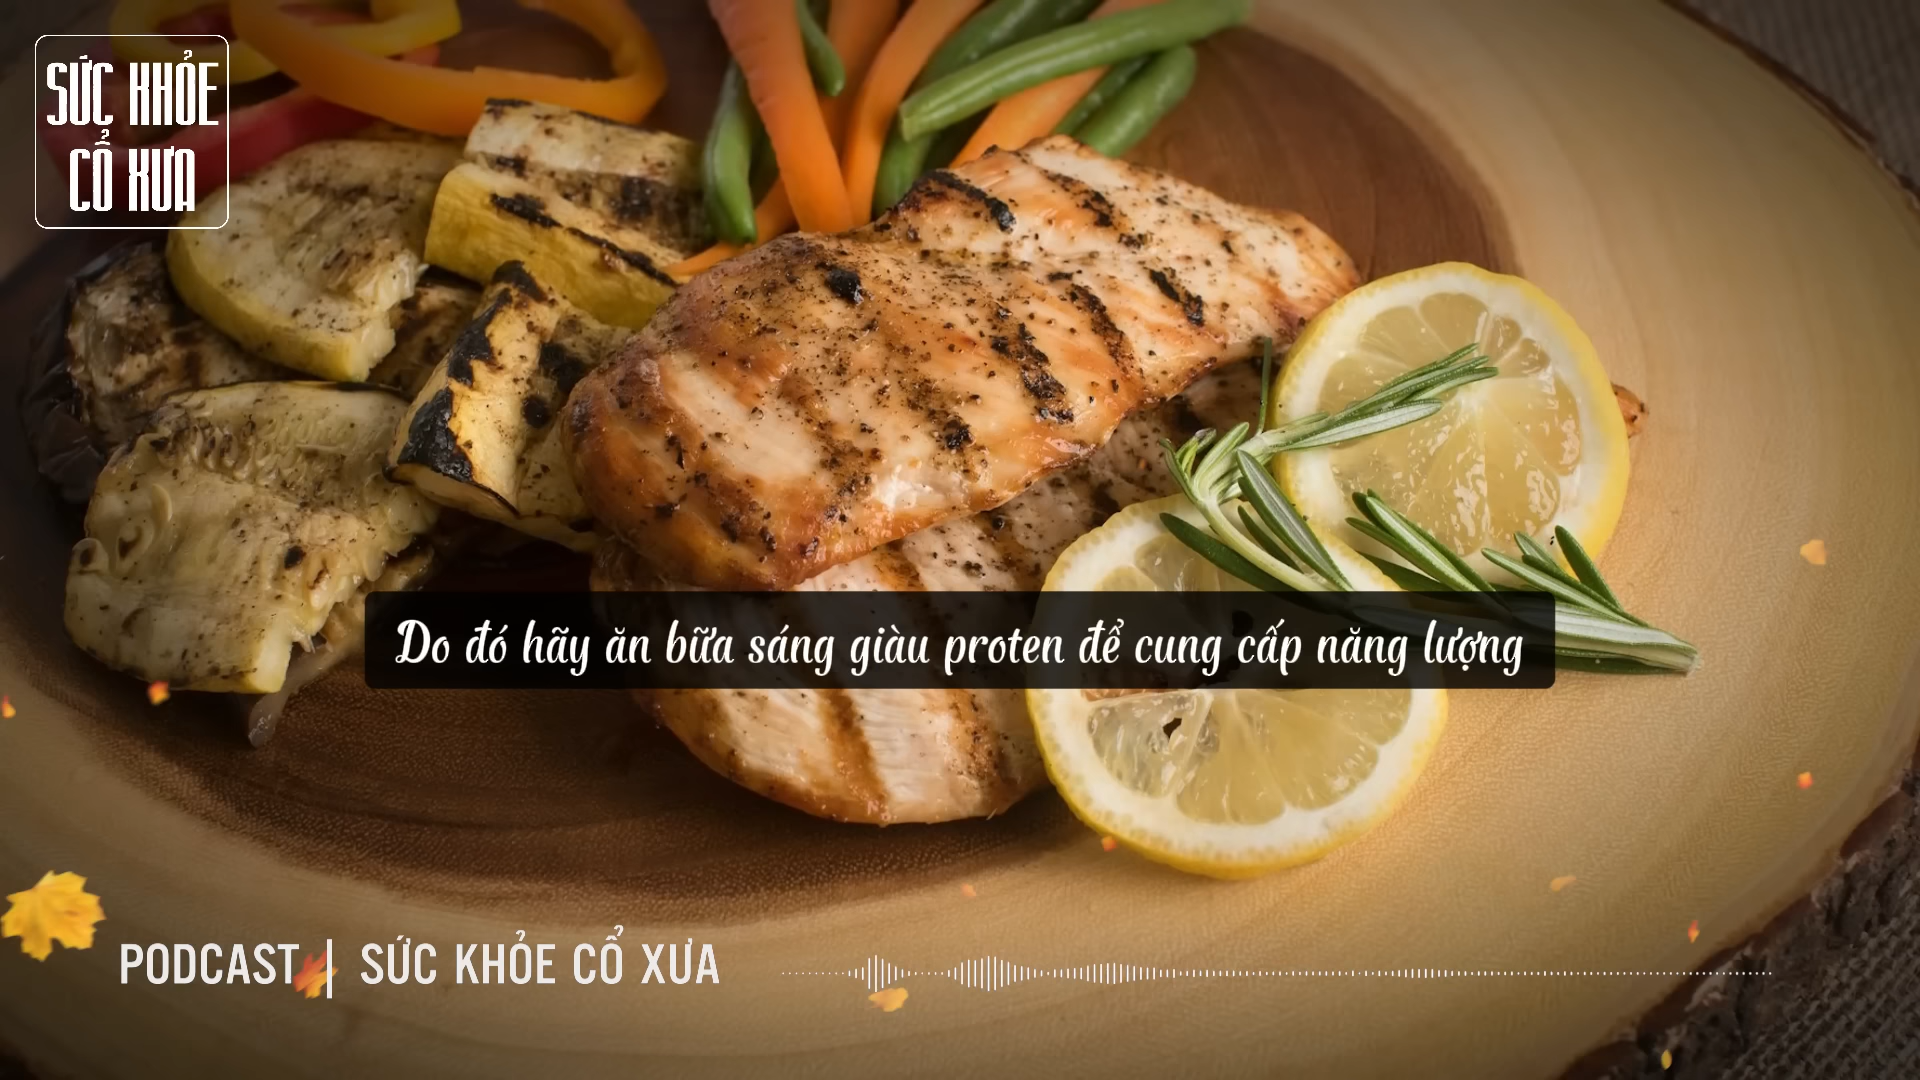 SỨC KHỎE
CỔ XƯA
Do đó hãy ăn bữa sáng giàu proten để cung cấp năng lượng
PODCAST | SỨC KHỎE CỔ XƯA